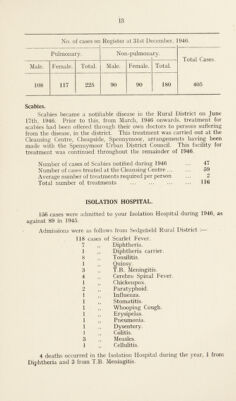 13
No. of cases on Register at 31st December, 1946.
Pulmonary. Non-pulmonary. Total Cases.
Male. Female. Total. Male. Female. Total.
108 117 225 90 90 180 405
Scabies.
Scabies became a notifiable disease in the Rural District on June
17th, 1946. Prior to this, from March, 1946 onwards, treatment for
scabies had been offered through their own doctors to persons suffering
from the disease, in the district. This treatment was carried out at the
Cleansing Centre, Cheapside, Spennymoor, arrangements having been
made with the Spennymoor Urban District Council. This facility for
treatment was continued throughout the remainder of 1946.
Number of cases of Scabies notified during 1946 ... 47
Number of cases treated at the Cleansing Centre ... 59
Average number of treatments required per person ... 2
Total number of treatments ... ... ... ... 116
ISOLATION HOSPITAL.
156 cases were admitted to your Isolation Hospital during 1946, as
against 89 in 1945.
Admissions were as follows from Sedgefield Rural District :—
118 cases of Scarlet Fever.
7 ,, Diphtheria.
1 ,, Diphtheria carrier.
8 ,, Tonsilitis.
1 ,, Quinsy.
3 ,, T.B. Meningitis.
4 ,, Cerebro Spinal Fever.
1 ,, Chickenpox.
2 ,, Paratyphoid.
1 ,, Influenza.
1 ,, Stomatitis.
1 ,, Whooping Cough.
1 ,, Erysipelas.
1 ,, Pneumonia.
1 ,, Dysentery.
1 ,, Colitis.
3 ,, Measles.
1 ,, Cellulitis.
4 deaths occurred in the Isolation Hospital during the year, 1 from
Diphtheria and 3 from T.B. Meningitis.